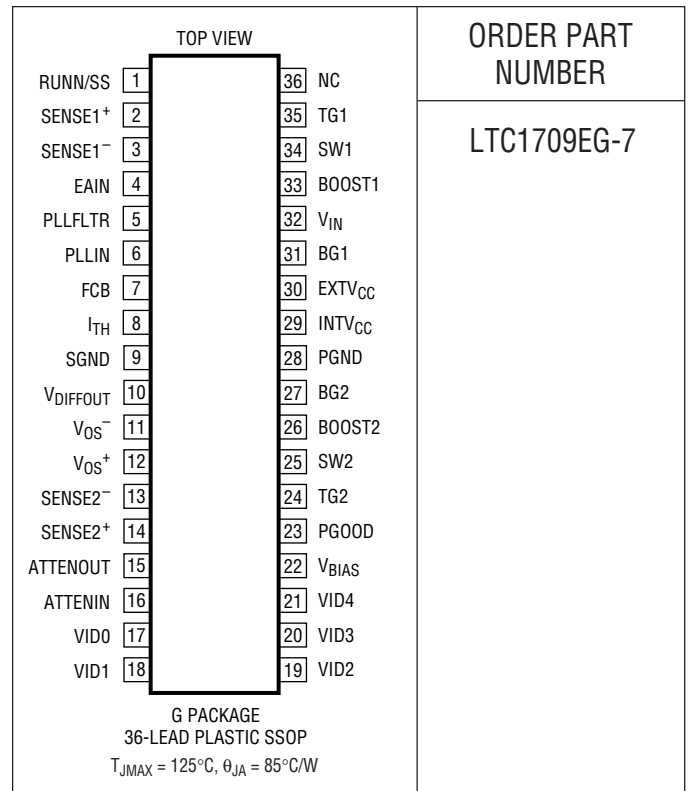 TOP VIEW
RUNN/SS 1
SENSE1+ 2
SENSE1– 3
EAIN 4
PLLFLTR 5
PLLIN 6
FCB 7
ITH 8
SGND 9
VDIFFOUT 10
VOS– 11
VOS+ 12
SENSE2– 13
SENSE2+ 14
ATTENOUT 15
ATTENIN 16
VID0 17
VID1 18
36 NC
35 TG1
34 SW1
33 BOOST1
32 VIN
31 BG1
30 EXTVCC
29 INTVCC
28 PGND
27 BG2
26 BOOST2
25 SW2
24 TG2
23 PGOOD
22 VBIAS
21 VID4
20 VID3
19 VID2
G PACKAGE
36-LEAD PLASTIC SSOP
TJMAX = 125°C, θJA = 85°C/W
ORDER PART
NUMBER
LTC1709EG-7